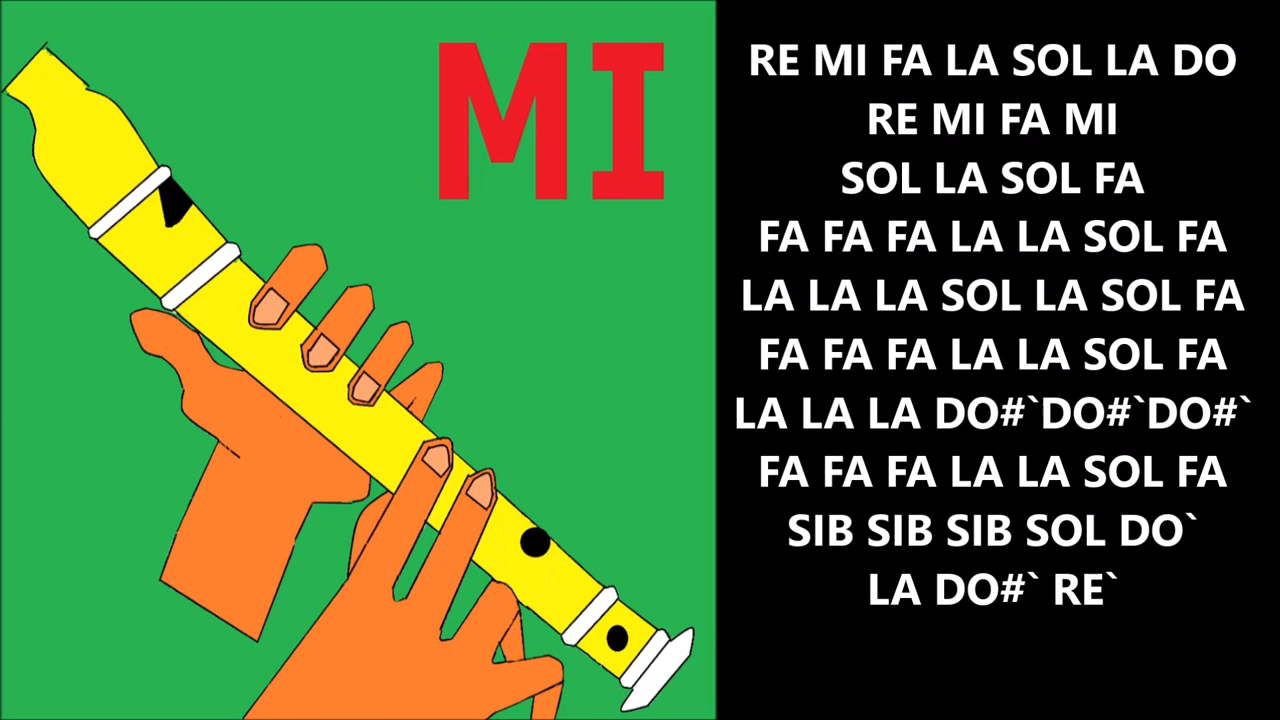 MI
RE MI FA LA SOL LA DO
RE MI FA MI
SOL LA SOL FA
FA FA FA LA LA SOL FA
LA LA LA SOL LA SOL FA
FA FA FA LA LA SOL FA
LA LA LA DO#`DO#`DO#`
FA FA FA LA LA SOL FA
SIB SIB SIB SOL DO`
LA DO#` RE`